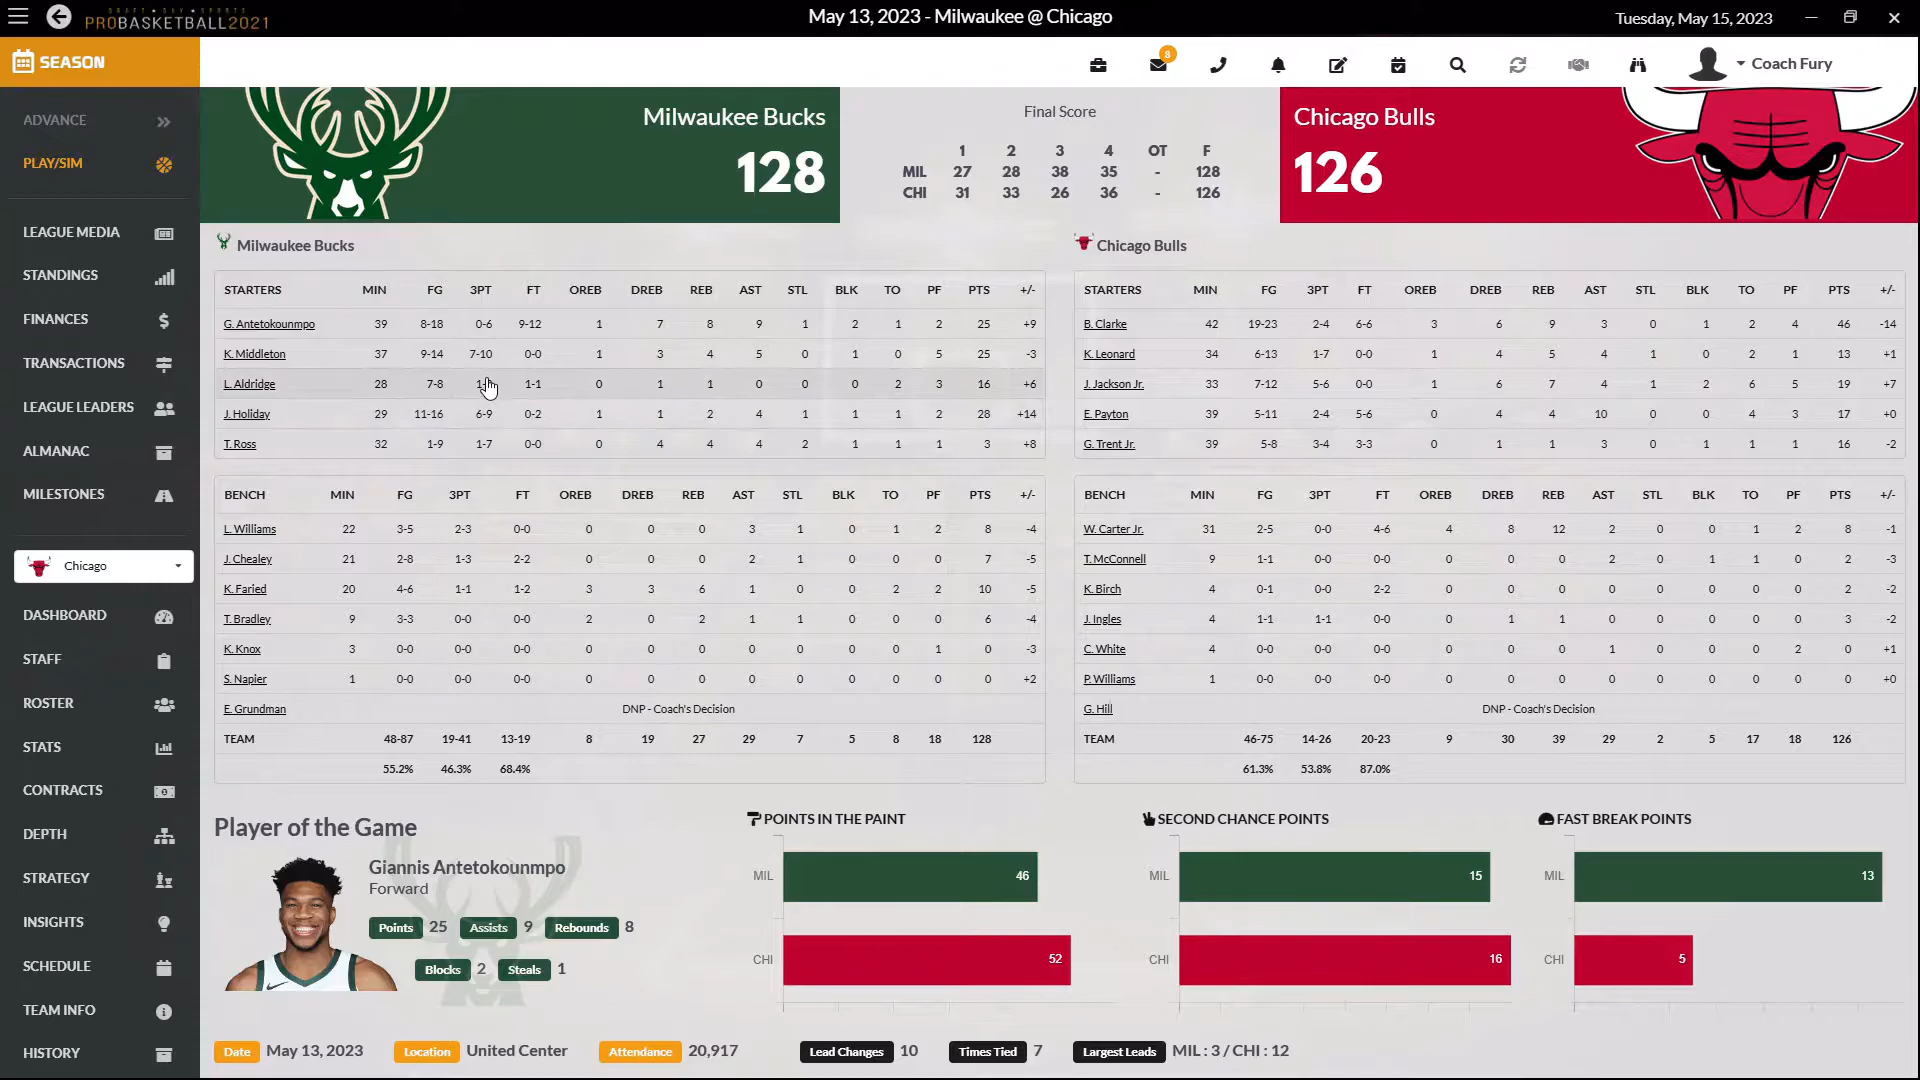 DRAFT DAY SPORTS
PROBASKETBALL2021
May 13, 2023 - Milwaukee @ Chicago
Tuesday, May 15, 2023
SEASON
8
Coach Fury
ADVANCE
PLAY/SIM
LEAGUE MEDIA
STANDINGS
FINANCES
TRANSACTIONS
LEAGUE LEADERS
ALMANAC
MILESTONES
Chicago
DASHBOARD
STAFF
ROSTER
STATS
CONTRACTS
DEPTH
STRATEGY
INSIGHTS
SCHEDULE
TEAM INFO
HISTORY
Milwaukee Bucks
128
Final Score
1 2 3 4 OT F
MIL 27 28 38 35 - 128
CHI 31 33 26 36 - 126
Chicago Bulls
126
Milwaukee Bucks
STARTERS MIN FG 3PT FT OREB DREB REB AST STL BLK TO PF PTS +/-
G. Antetokounmpo 39 8-18 0-6 9-12 1 7 8 9 1 2 1 2 25 +9
K. Middleton 37 9-14 7-10 0-0 1 3 4 5 0 1 0 5 25 -3
L. Aldridge 28 7-8 1-1 0 1 1 0 0 0 2 3 16 +6
J. Holiday 29 11-16 6-9 0-2 1 1 2 4 1 1 1 2 28 +14
T. Ross 32 1-9 1-7 0-0 0 4 4 4 2 1 1 1 3 +8
BENCH MIN FG 3PT FT OREB DREB REB AST STL BLK TO PF PTS +/-
L. Williams 22 3-5 2-3 0-0 0 0 0 3 1 0 1 2 8 -4
J. Chealey 21 2-8 1-3 2-2 0 0 0 2 1 0 0 0 7 -5
K. Faried 20 4-6 1-1 1-2 3 3 6 1 0 0 2 2 10 -5
T. Bradley 9 3-3 0-0 0-0 2 0 2 1 1 0 0 0 6 -4
K. Knox 3 0-0 0-0 0-0 0 0 0 0 0 0 0 1 0 -3
S. Napier 1 0-0 0-0 0-0 0 0 0 0 0 0 0 0 0 +2
E. Grundman DNP - Coach's Decision
TEAM 48-87 19-41 13-19 8 19 27 29 7 5 8 18 128
55.2% 46.3% 68.4%
Chicago Bulls
STARTERS MIN FG 3PT FT OREB DREB REB AST STL BLK TO PF PTS +/-
B. Clarke 42 19-23 2-4 6-6 3 6 9 3 0 1 2 4 46 -14
K. Leonard 34 6-13 1-7 0-0 1 4 5 4 1 0 2 1 13 +1
J. Jackson Jr. 33 7-12 5-6 0-0 1 6 7 4 1 2 6 5 19 +7
E. Payton 39 5-11 2-4 5-6 0 4 4 10 0 0 4 3 17 +0
G. Trent Jr. 39 5-8 3-4 3-3 0 1 1 3 0 1 1 1 16 -2
BENCH MIN FG 3PT FT OREB DREB REB AST STL BLK TO PF PTS +/-
W. Carter Jr. 31 2-5 0-0 4-6 4 8 12 2 0 0 1 2 8 -1
T. McConnell 9 1-1 0-0 0-0 0 0 0 2 0 1 1 0 2 -3
K. Birch 4 0-1 0-0 2-2 0 0 0 0 0 0 0 0 2 -2
J. Ingles 4 1-1 1-1 0-0 0 1 1 0 0 0 0 0 3 -2
C. White 4 0-0 0-0 0-0 0 0 0 1 0 0 0 2 0 +1
P. Williams 1 0-0 0-0 0-0 0 0 0 0 0 0 0 0 0 +0
G. Hill DNP - Coach's Decision
TEAM 46-75 14-26 20-23 9 30 39 29 2 5 17 18 126
61.3% 53.8% 87.0%
Player of the Game
Giannis Antetokounmpo
Forward
Points 25 Assists 9 Rebounds 8
Blocks 2 Steals 1
POINTS IN THE PAINT
MIL 46
CHI 52
SECOND CHANCE POINTS
MIL 15
CHI 16
FAST BREAK POINTS
MIL 13
CHI 5
Date May 13, 2023 Location United Center Attendance 20,917 Lead Changes 10 Times Tied 7 Largest Leads MIL : 3 / CHI : 12